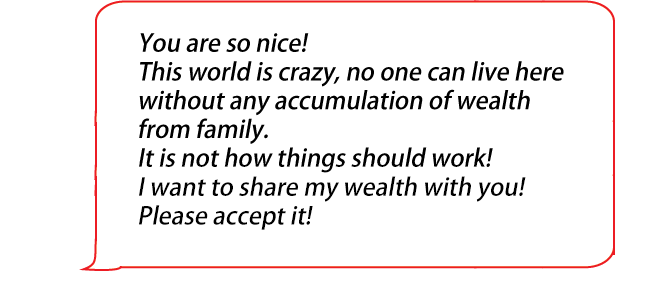 You are so nice!
This world is crazy, no one can live here
without any accumulation of wealth
from family.
It is not how things should work!
I want to share my wealth with you!
Please accept it!